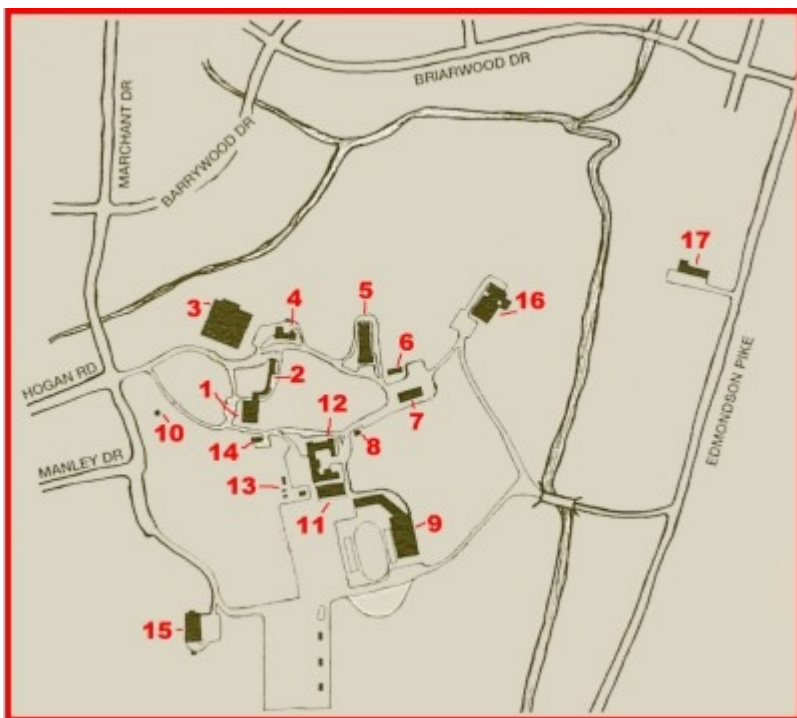 BRIARWOOD DR
MARCHANT DR
BARRYWOOD DR
17
16
3
4
5
6
HOGAN RD
1
2
7
EDMONDSON PIKE
10
12
8
14
MANLEY DR
13
11
9
15